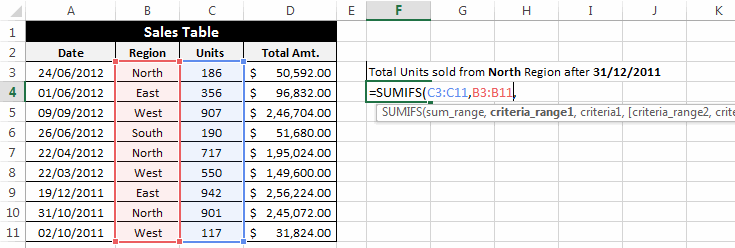 A B C D E F G H I J K
1 Sales Table
2 Date Region Units Total Amt.
3 24/06/2012 North 186 $ 50,592.00 Total Units sold from North Region after 31/12/2011
4 01/06/2012 East 356 $ 96,832.00 =SUMIFS(C3:C11,B3:B11,
5 09/09/2012 West 907 $ 2,46,704.00 SUMIFS(sum_range, criteria_range1, criteria1, [criteria_range2, crite
6 26/06/2012 South 190 $ 51,680.00
7 22/04/2012 North 717 $ 1,95,024.00
8 22/03/2012 West 550 $ 1,49,600.00
9 19/12/2011 East 942 $ 2,56,224.00
10 31/10/2011 North 901 $ 2,45,072.00
11 02/10/2011 West 117 $ 31,824.00